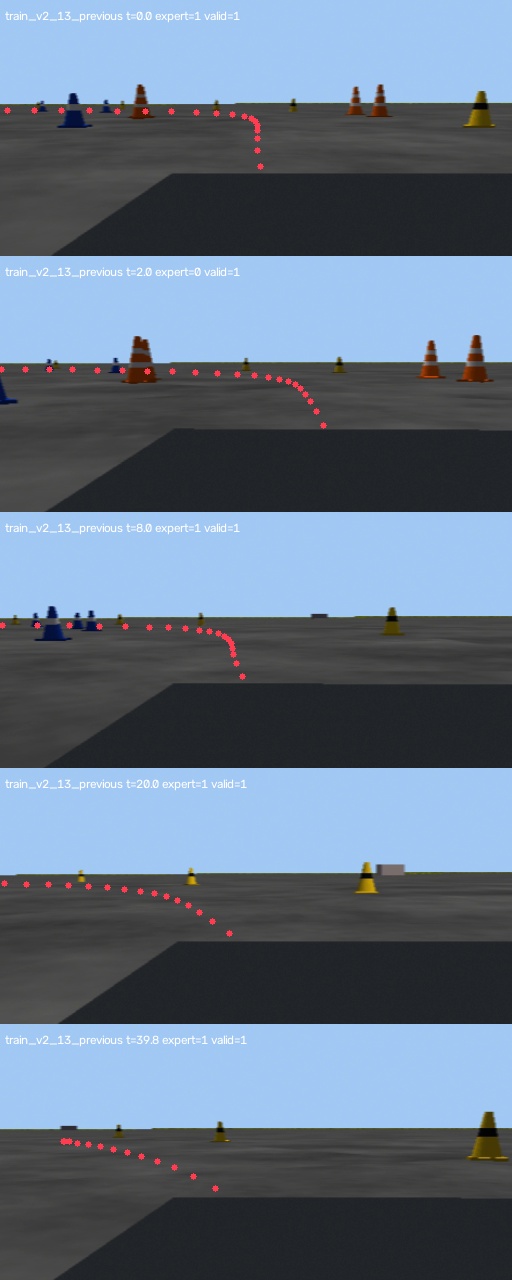 train_v2_13_previous t=0.0 expert=1 valid=1
train_v2_13_previous t=2.0 expert=0 valid=1
train_v2_13_previous t=8.0 expert=1 valid=1
train_v2_13_previous t=20.0 expert=1 valid=1
train_v2_13_previous t=39.8 expert=1 valid=1